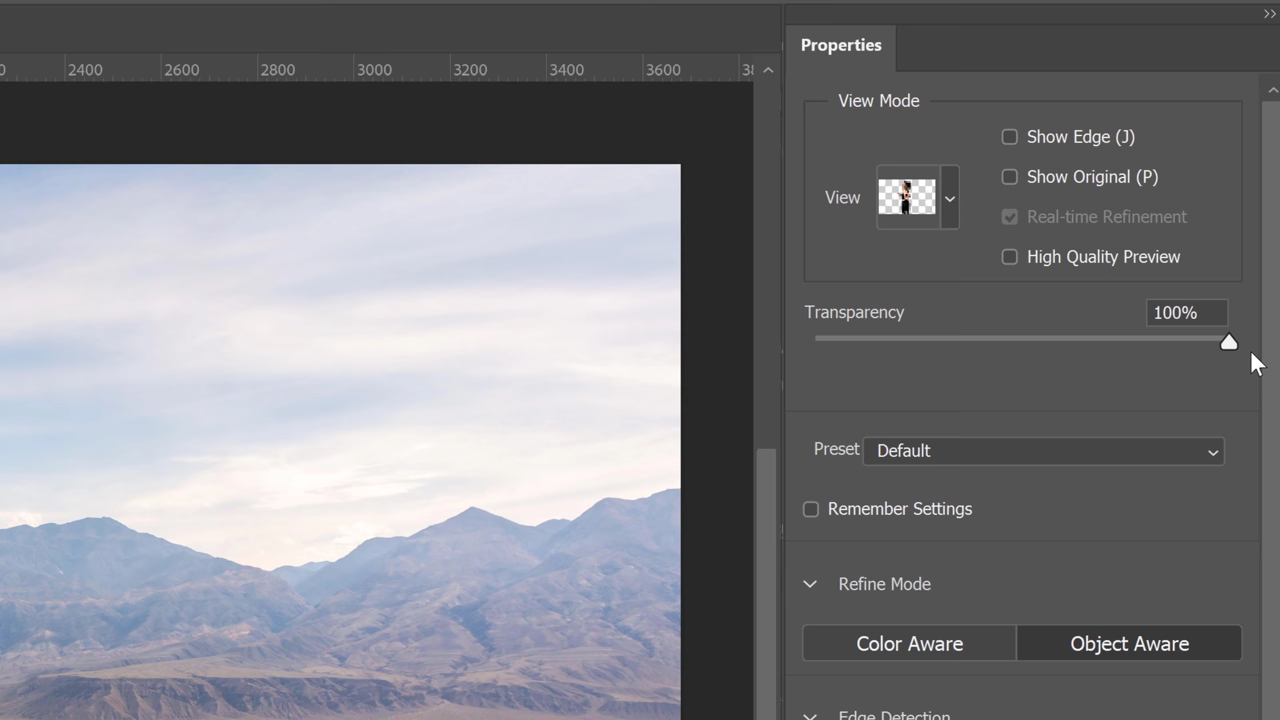 Properties
2400 2600 2800 3000 3200 3400 3600
View Mode
Show Edge (J)
Show Original (P)
View
Real-time Refinement
High Quality Preview
Transparency 100%
Preset Default
Remember Settings
Refine Mode
Color Aware Object Aware
Edge Detection